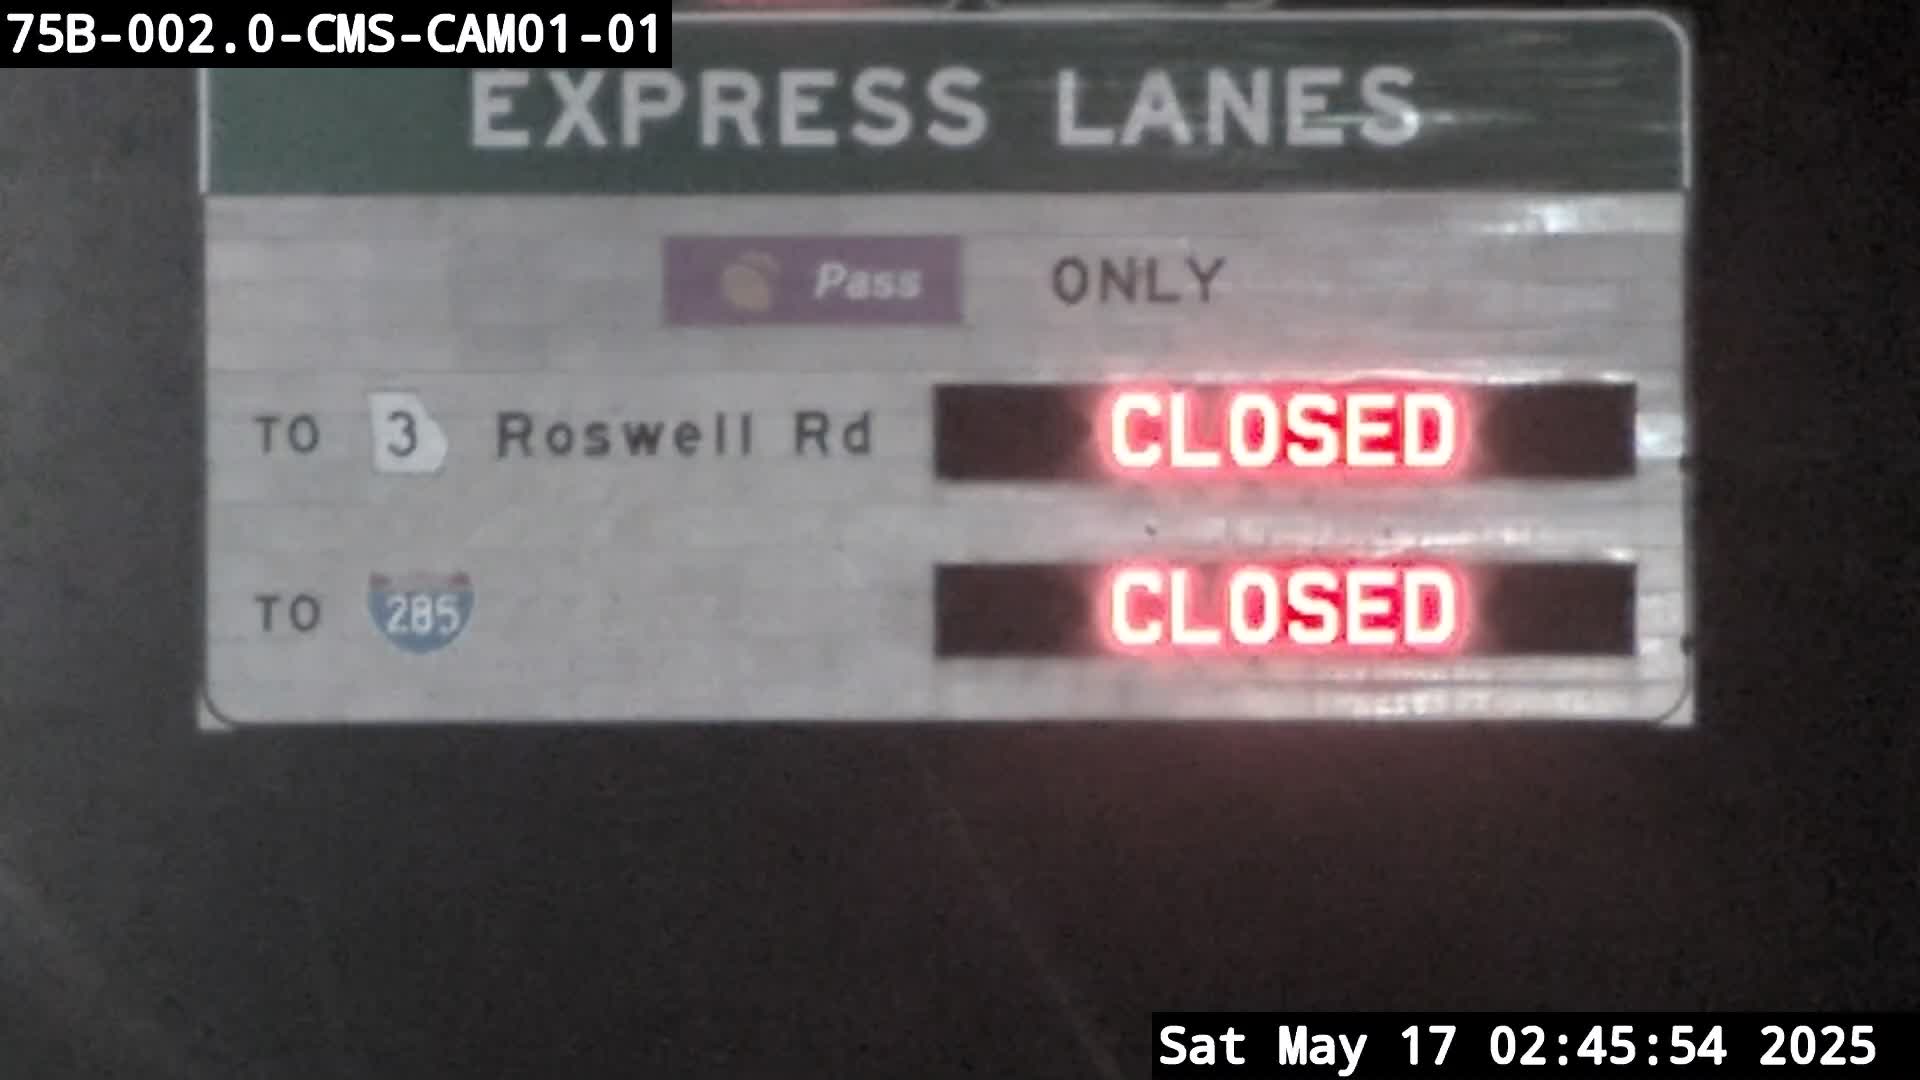 75B-002.0-CMS-CAM01-01
EXPRESS LANES
Pass ONLY
TO 3 Roswell Rd CLOSED
TO 285 CLOSED
Sat May 17 02:45:54 2025